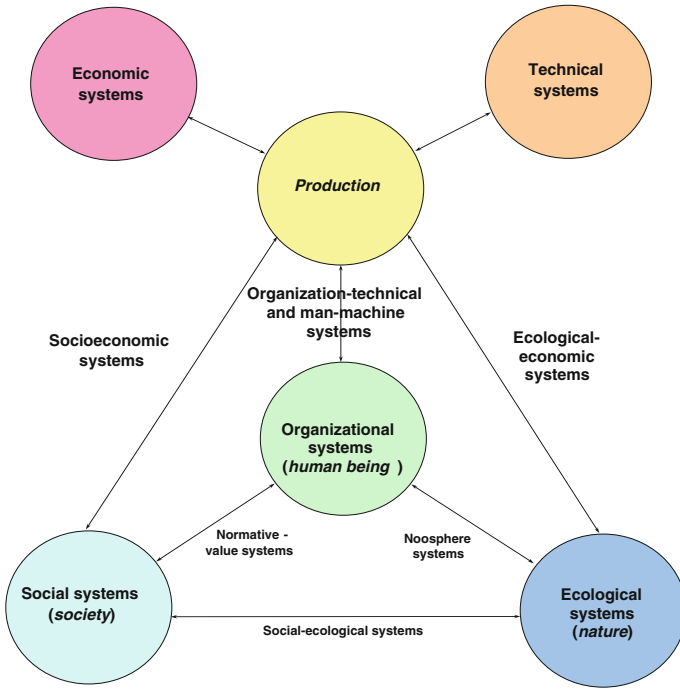 Economic
systems
Technical
systems
Production
Organization-technical
and man-machine
systems
Socioeconomic
systems
Ecological-
economic
systems
Organizational
systems
(human being )
Normative -
value systems
Noosphere
systems
Social systems
(society)
Ecological
systems
(nature)
Social-ecological systems